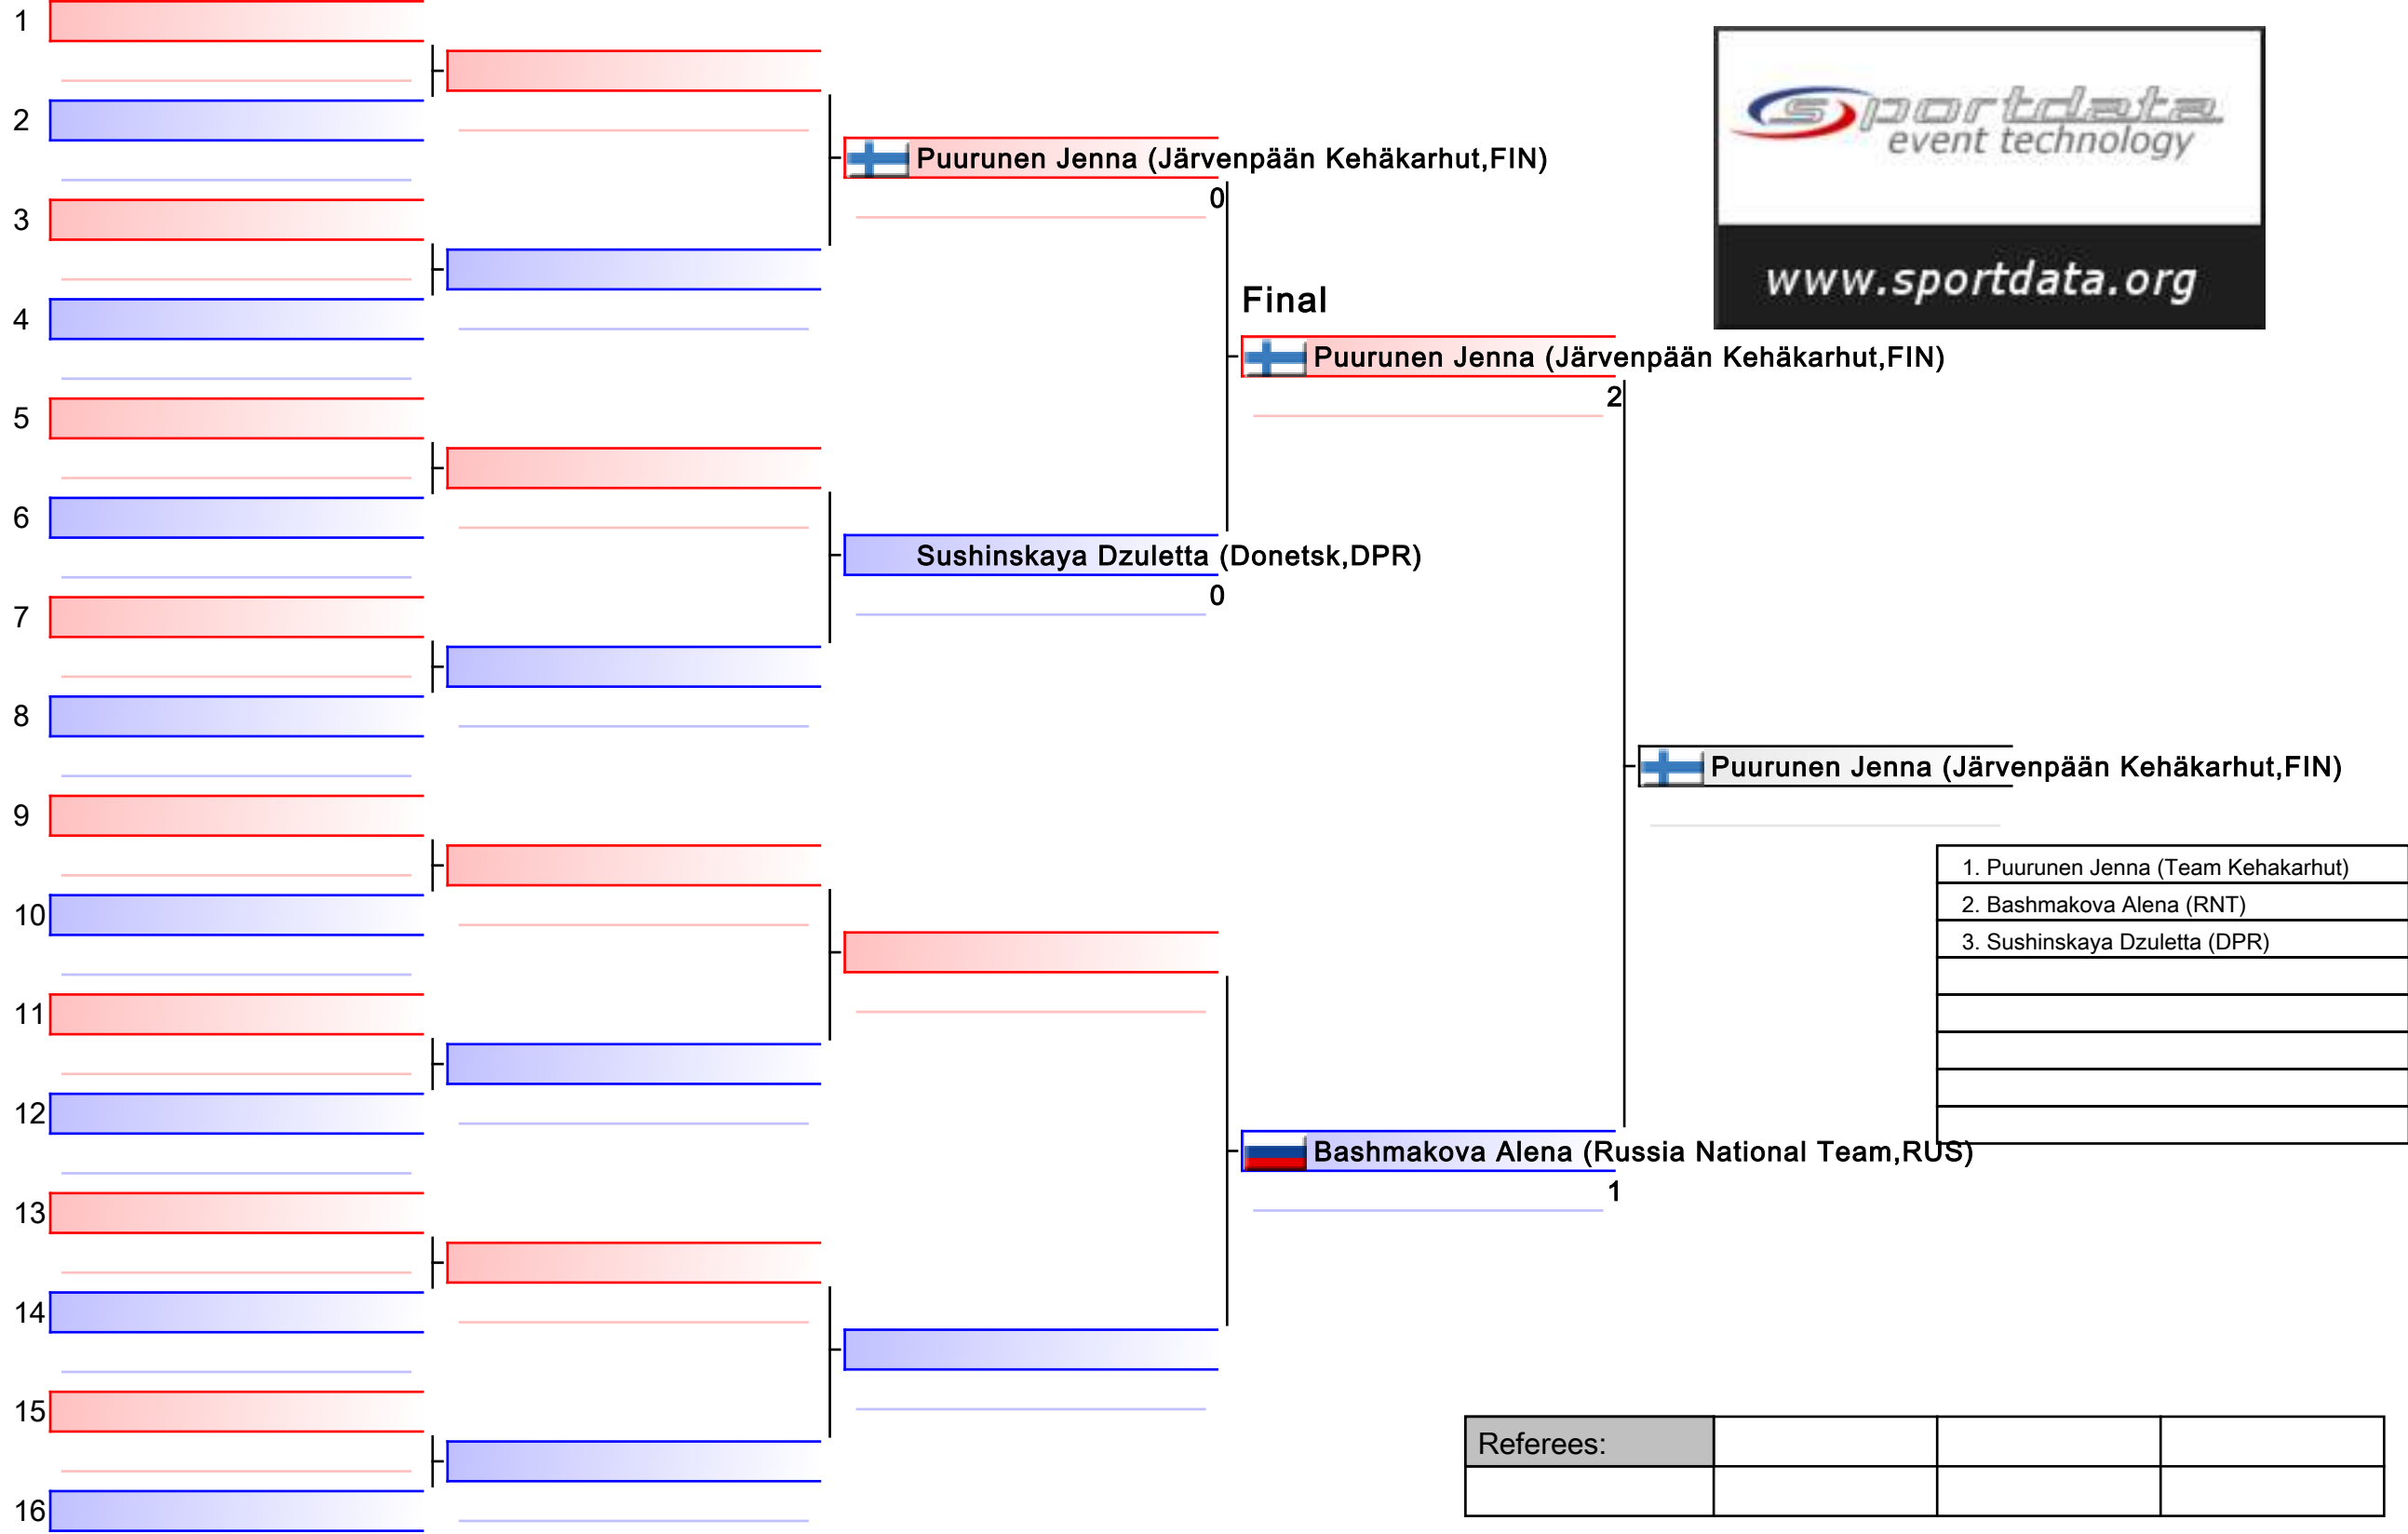 1
2
3
4
5
6
7
8
9
10
11
12
13
14
15
16
Puurunen Jenna (Järvenpään Kehäkarhut,FIN)
0
Sushinskaya Dzuletta (Donetsk,DPR)
0
Final
Puurunen Jenna (Järvenpään Kehäkarhut,FIN)
2
Bashmakova Alena (Russia National Team,RUS)
1
Puurunen Jenna (Järvenpään Kehäkarhut,FIN)
sportdata
event technology
www.sportdata.org
1. Puurunen Jenna (Team Kehakarhut)
2. Bashmakova Alena (RNT)
3. Sushinskaya Dzuletta (DPR)
Referees: